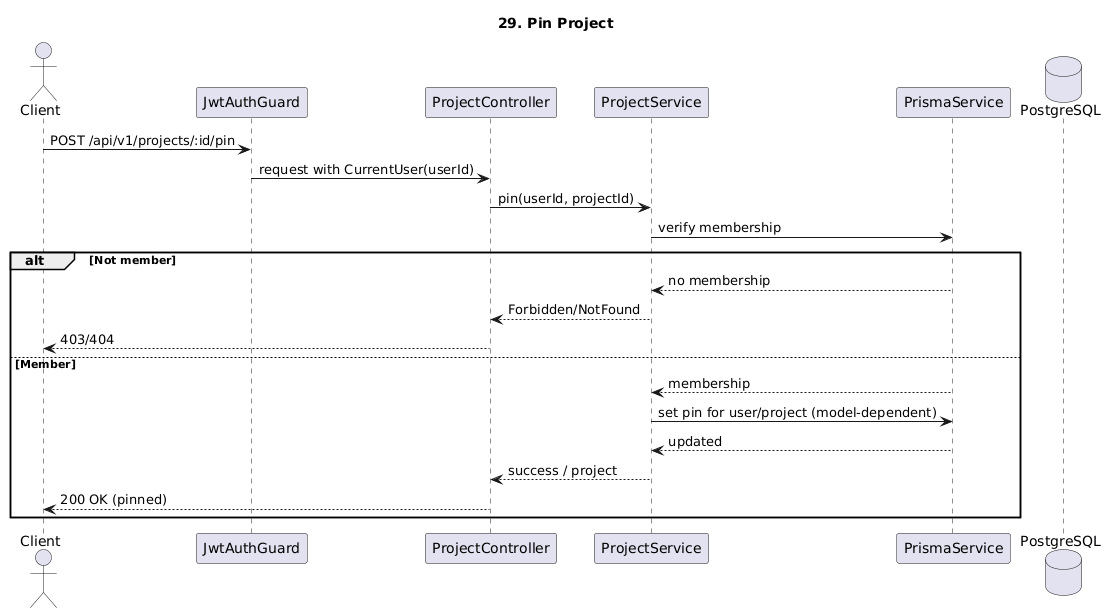 29. Pin Project
Client
JwtAuthGuard
ProjectController
ProjectService
PrismaService
PostgreSQL
POST /api/v1/projects/:id/pin
request with CurrentUser(userId)
pin(userId, projectId)
verify membership
alt [Not member]
no membership
Forbidden/NotFound
403/404
[Member]
membership
set pin for user/project (model-dependent)
updated
success / project
200 OK (pinned)
Client
JwtAuthGuard
ProjectController
ProjectService
PrismaService
PostgreSQL